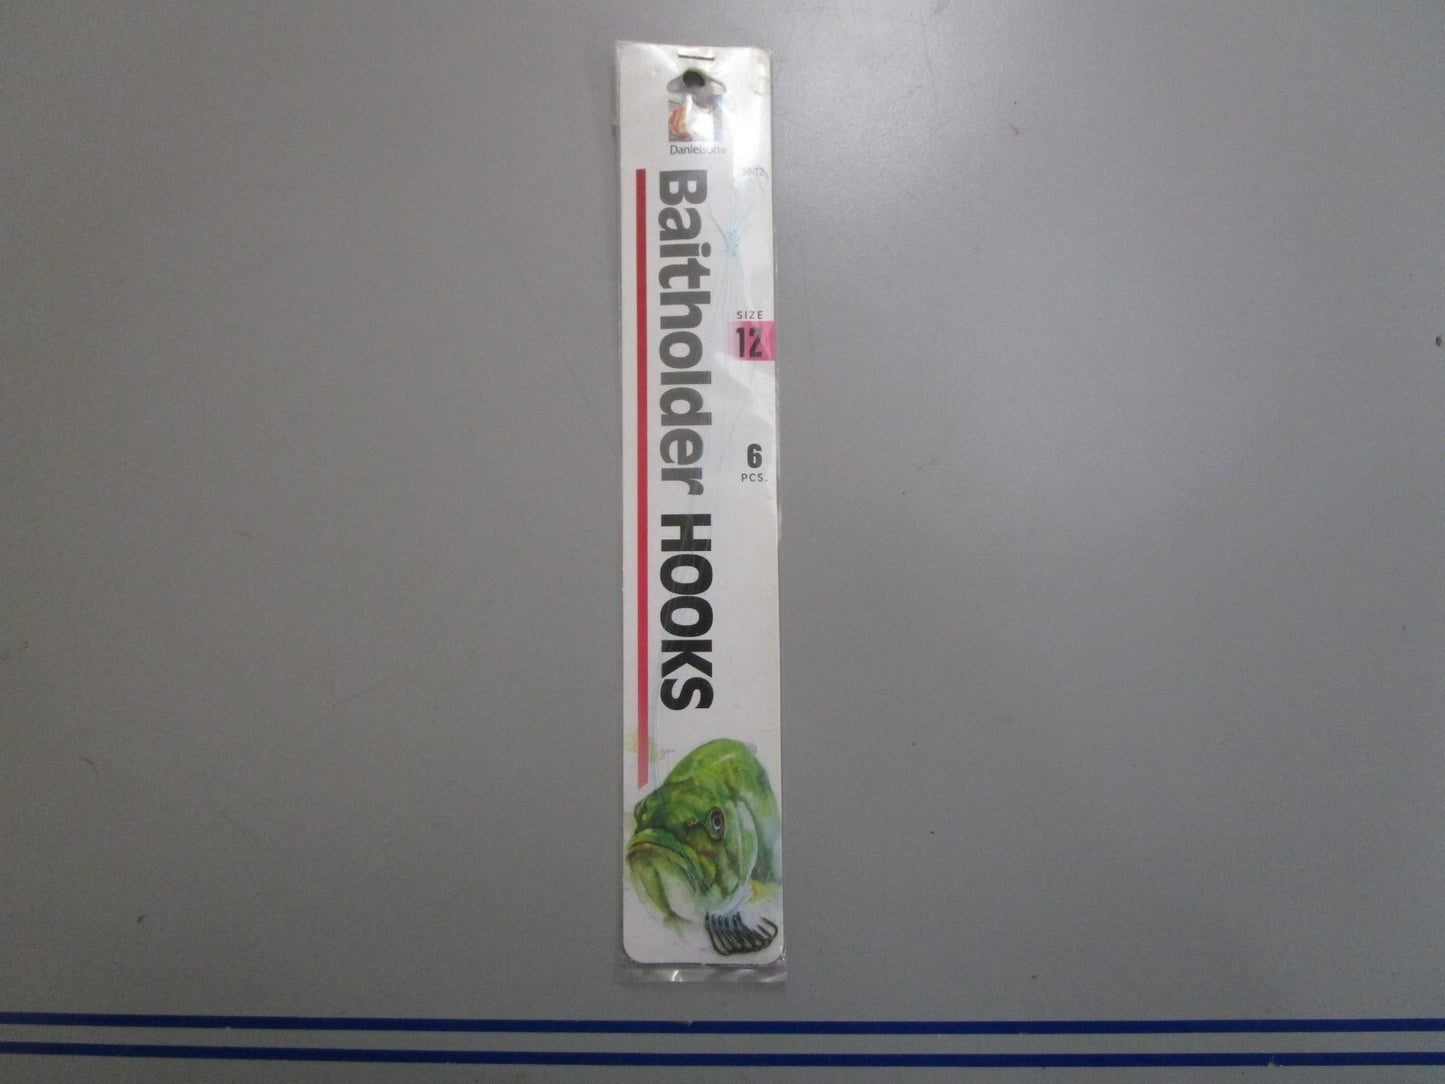 Danielson
Baitholder HOOKS
SIZE
12
6
PCS.